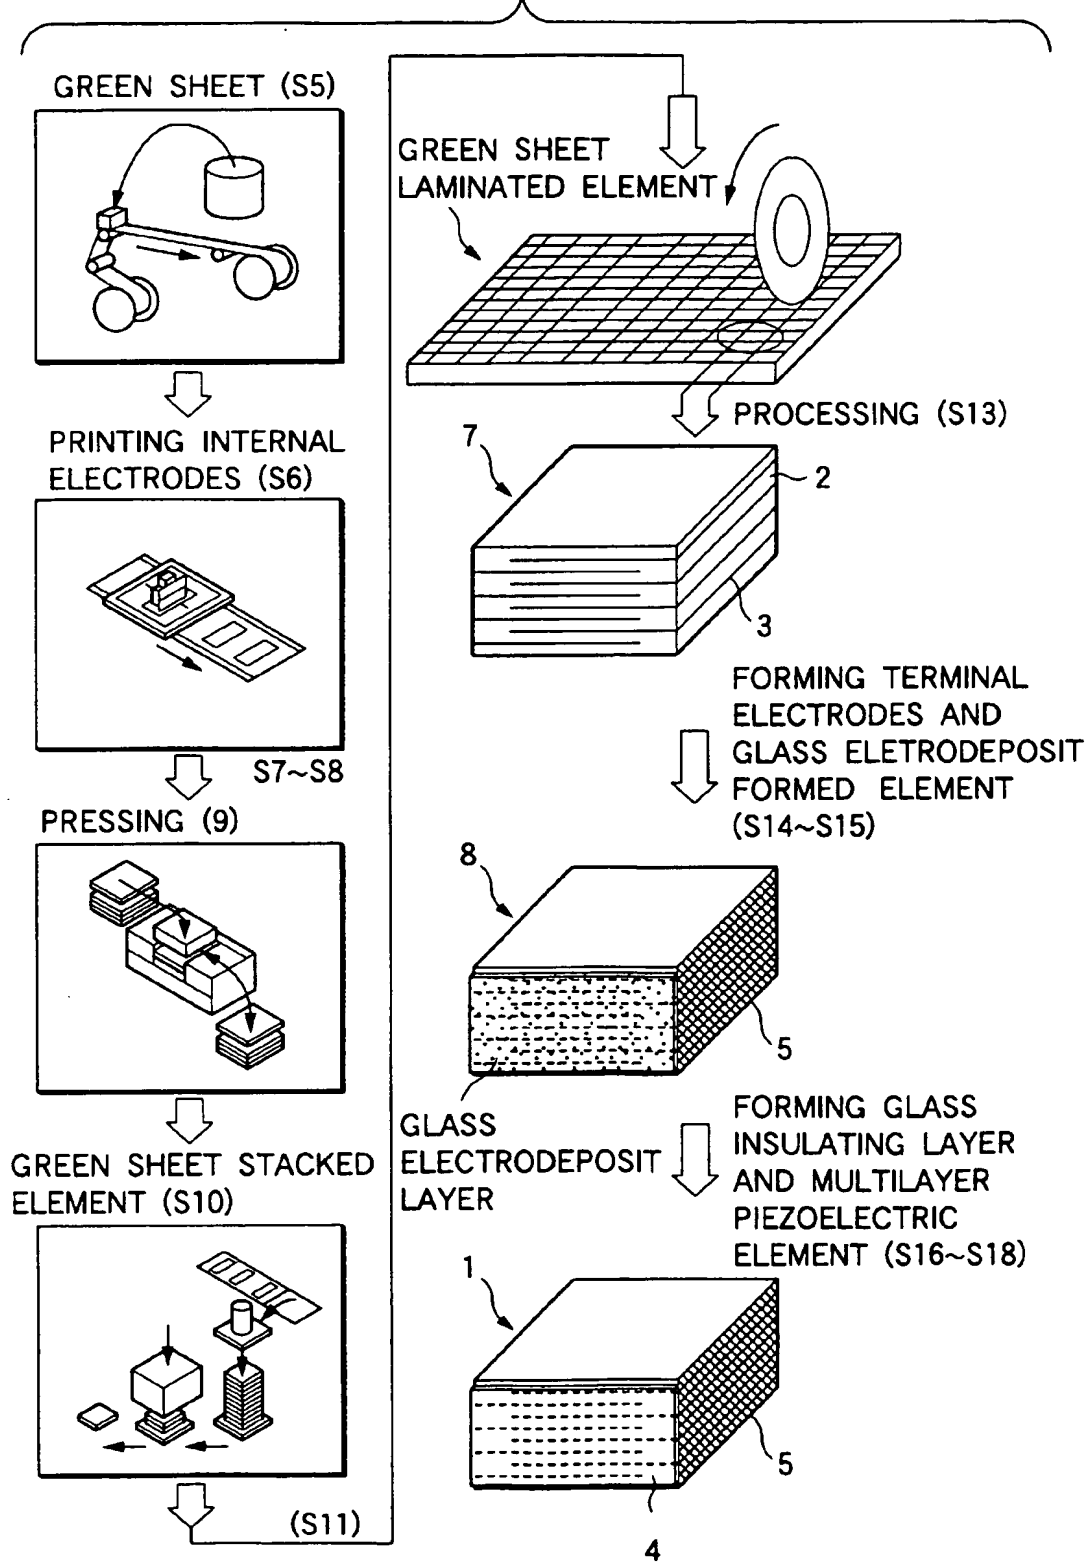 GREEN SHEET (S5)
PRINTING INTERNAL
ELECTRODES (S6)
S7~S8
PRESSING (9)
GREEN SHEET STACKED
ELEMENT (S10)
(S11)
GREEN SHEET
LAMINATED ELEMENT
PROCESSING (S13)
7
2
3
FORMING TERMINAL
ELECTRODES AND
GLASS ELETRODEPOSIT
FORMED ELEMENT
(S14~S15)
8
5
GLASS
ELECTRODEPOSIT
LAYER
FORMING GLASS
INSULATING LAYER
AND MULTILAYER
PIEZOELECTRIC
ELEMENT (S16~S18)
1
5
4